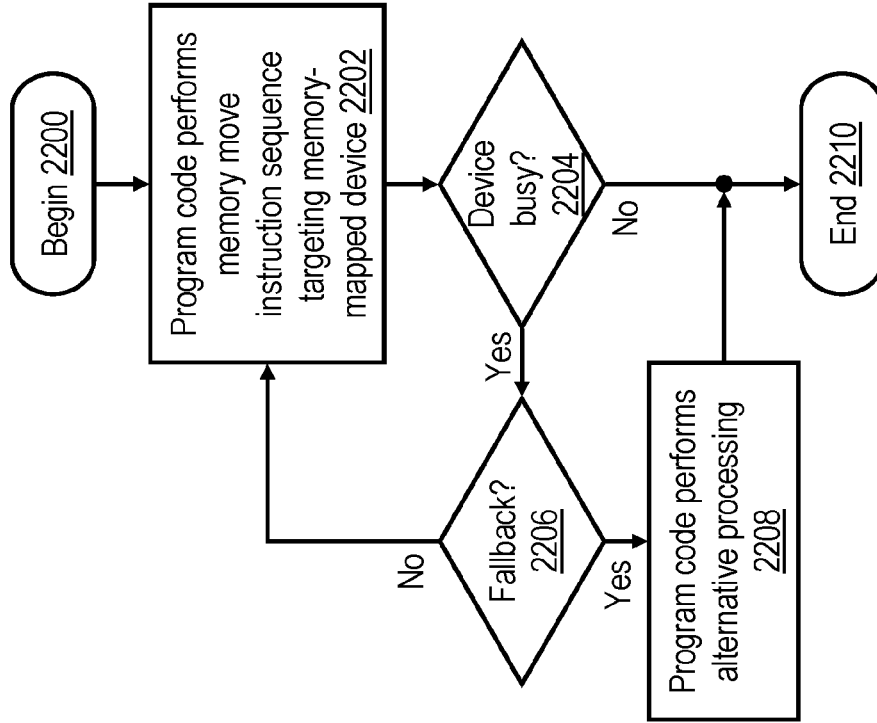 Begin 2200
Program code performs
memory move
instruction sequence
targeting memory-
mapped device 2202
Device
busy?
2204
No
Yes
Fallback?
2206
No
Yes
Program code performs
alternative processing
2208
End 2210